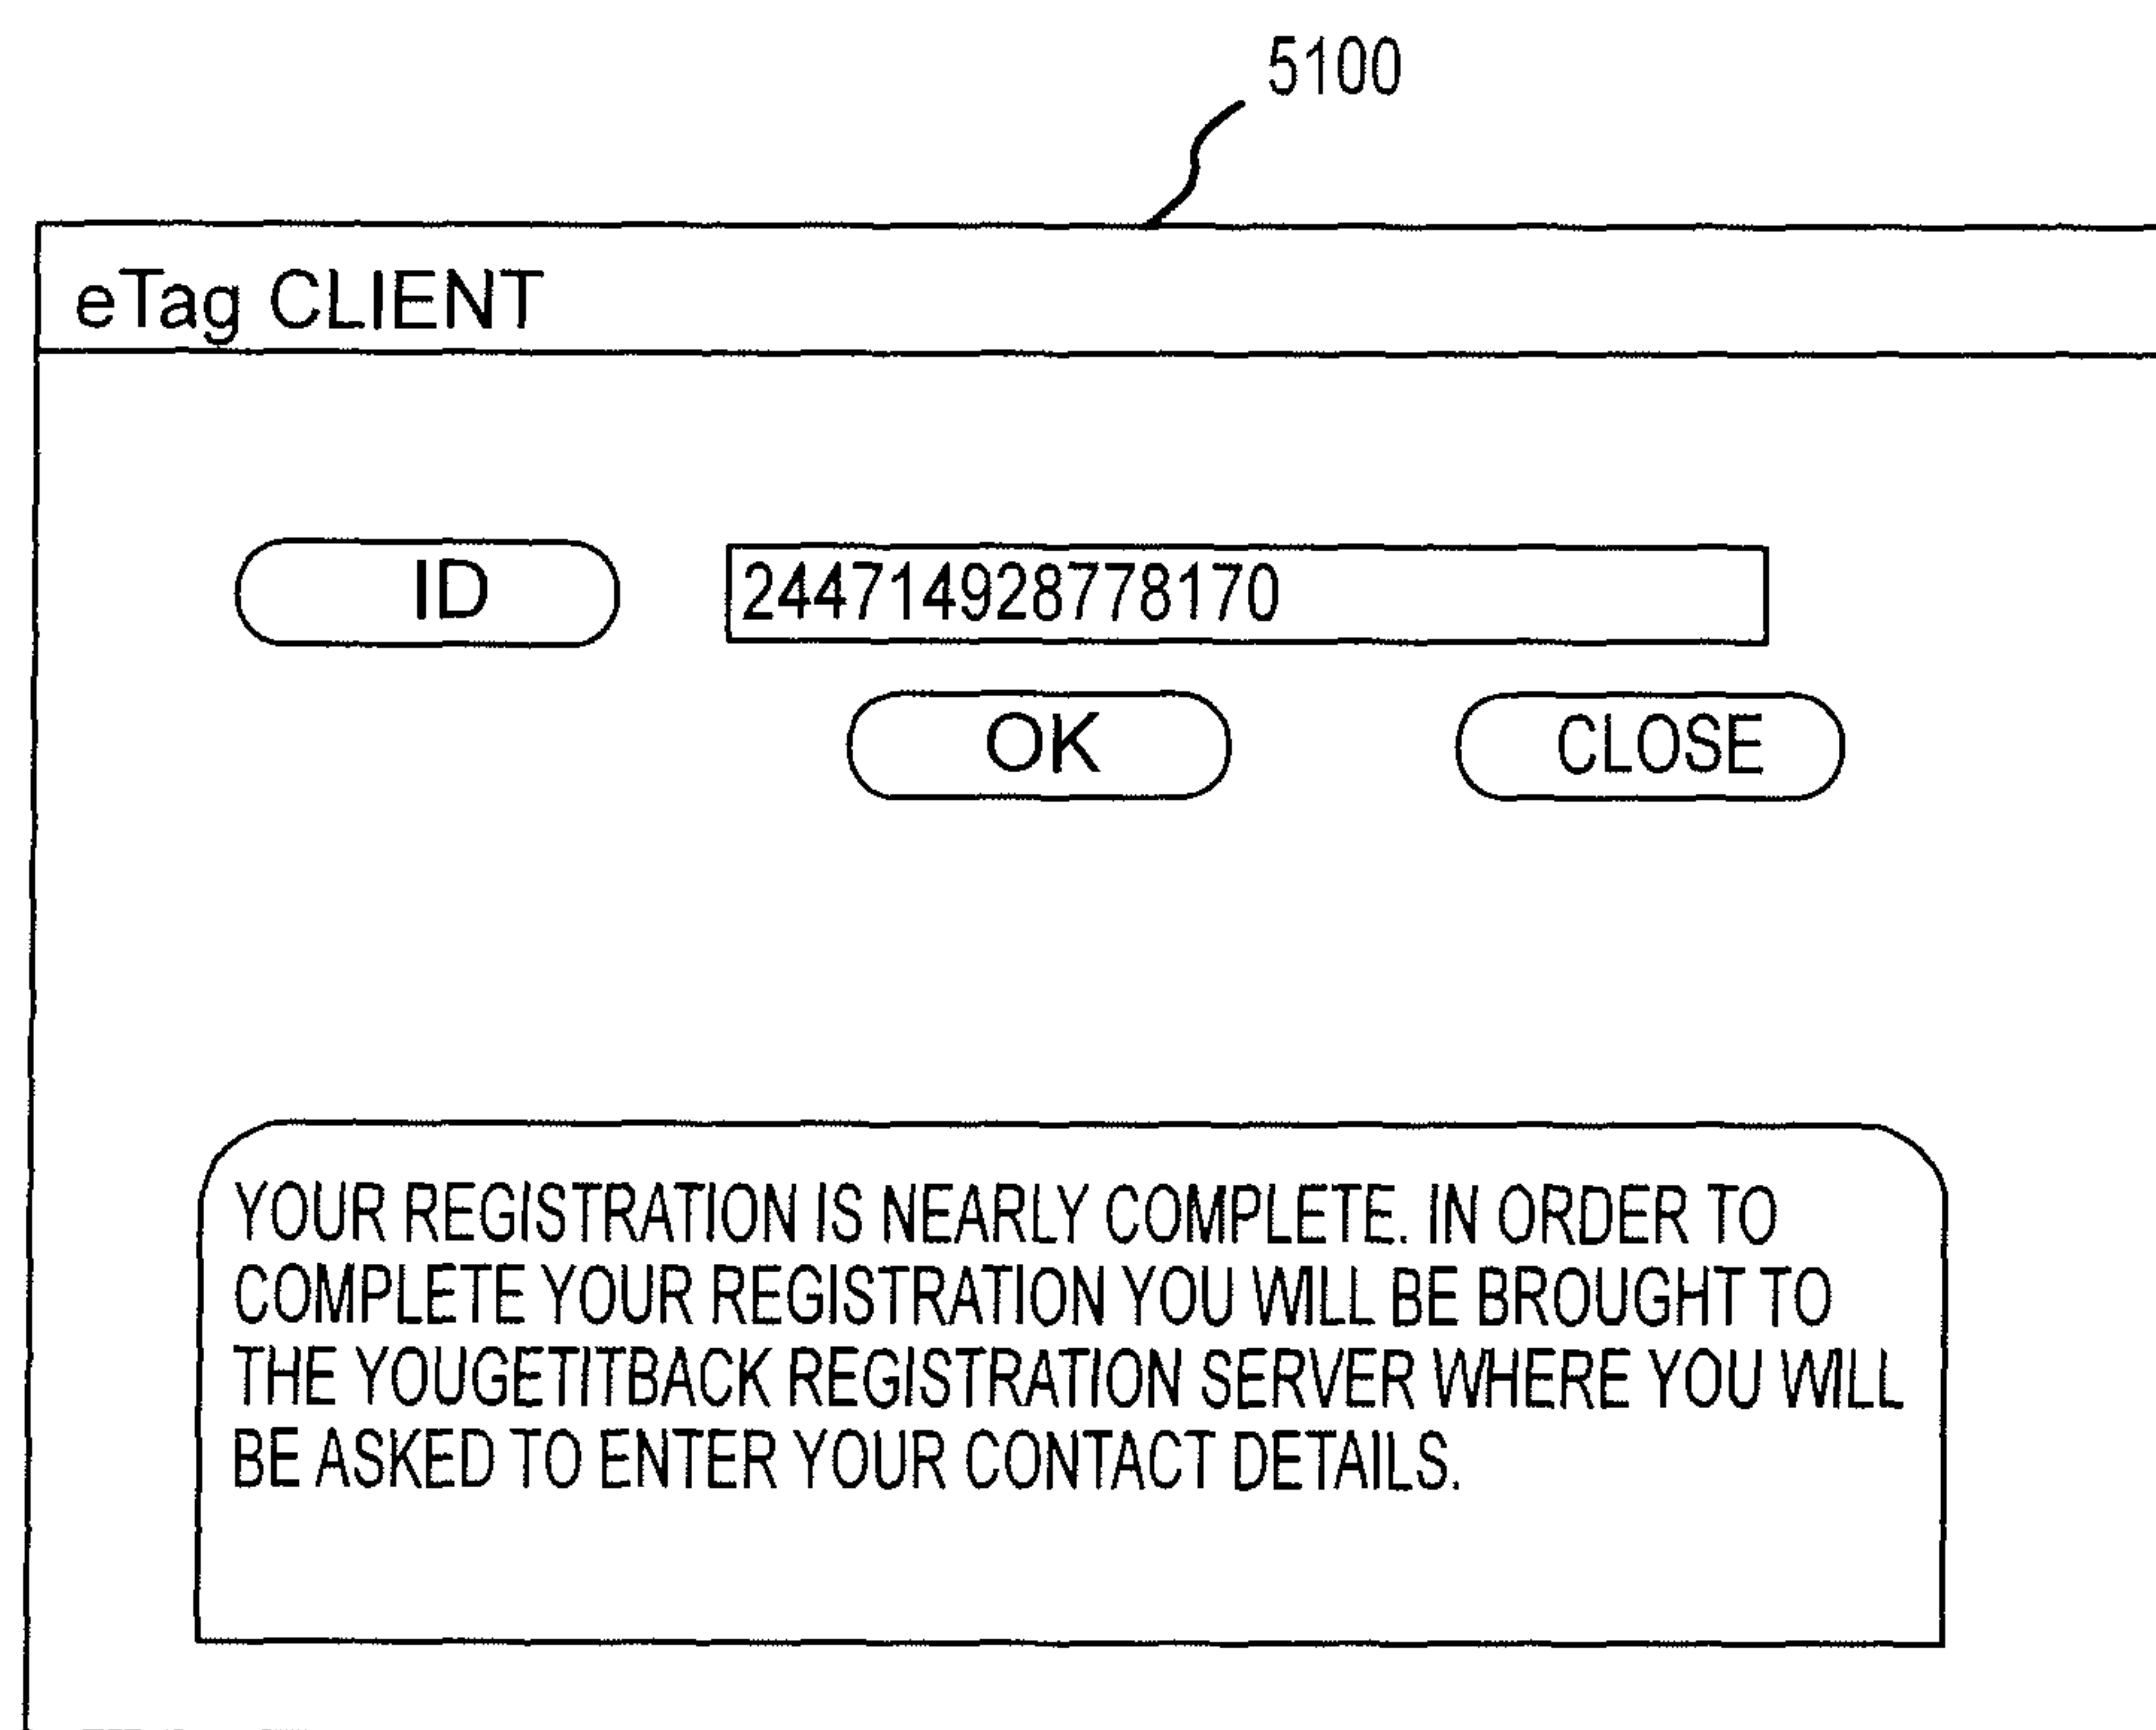 5100
eTag CLIENT
ID
244714928778170
OK
CLOSE
YOUR REGISTRATION IS NEARLY COMPLETE. IN ORDER TO
COMPLETE YOUR REGISTRATION YOU WILL BE BROUGHT TO
THE YOUGETITBACK REGISTRATION SERVER WHERE YOU WILL
BE ASKED TO ENTER YOUR CONTACT DETAILS.